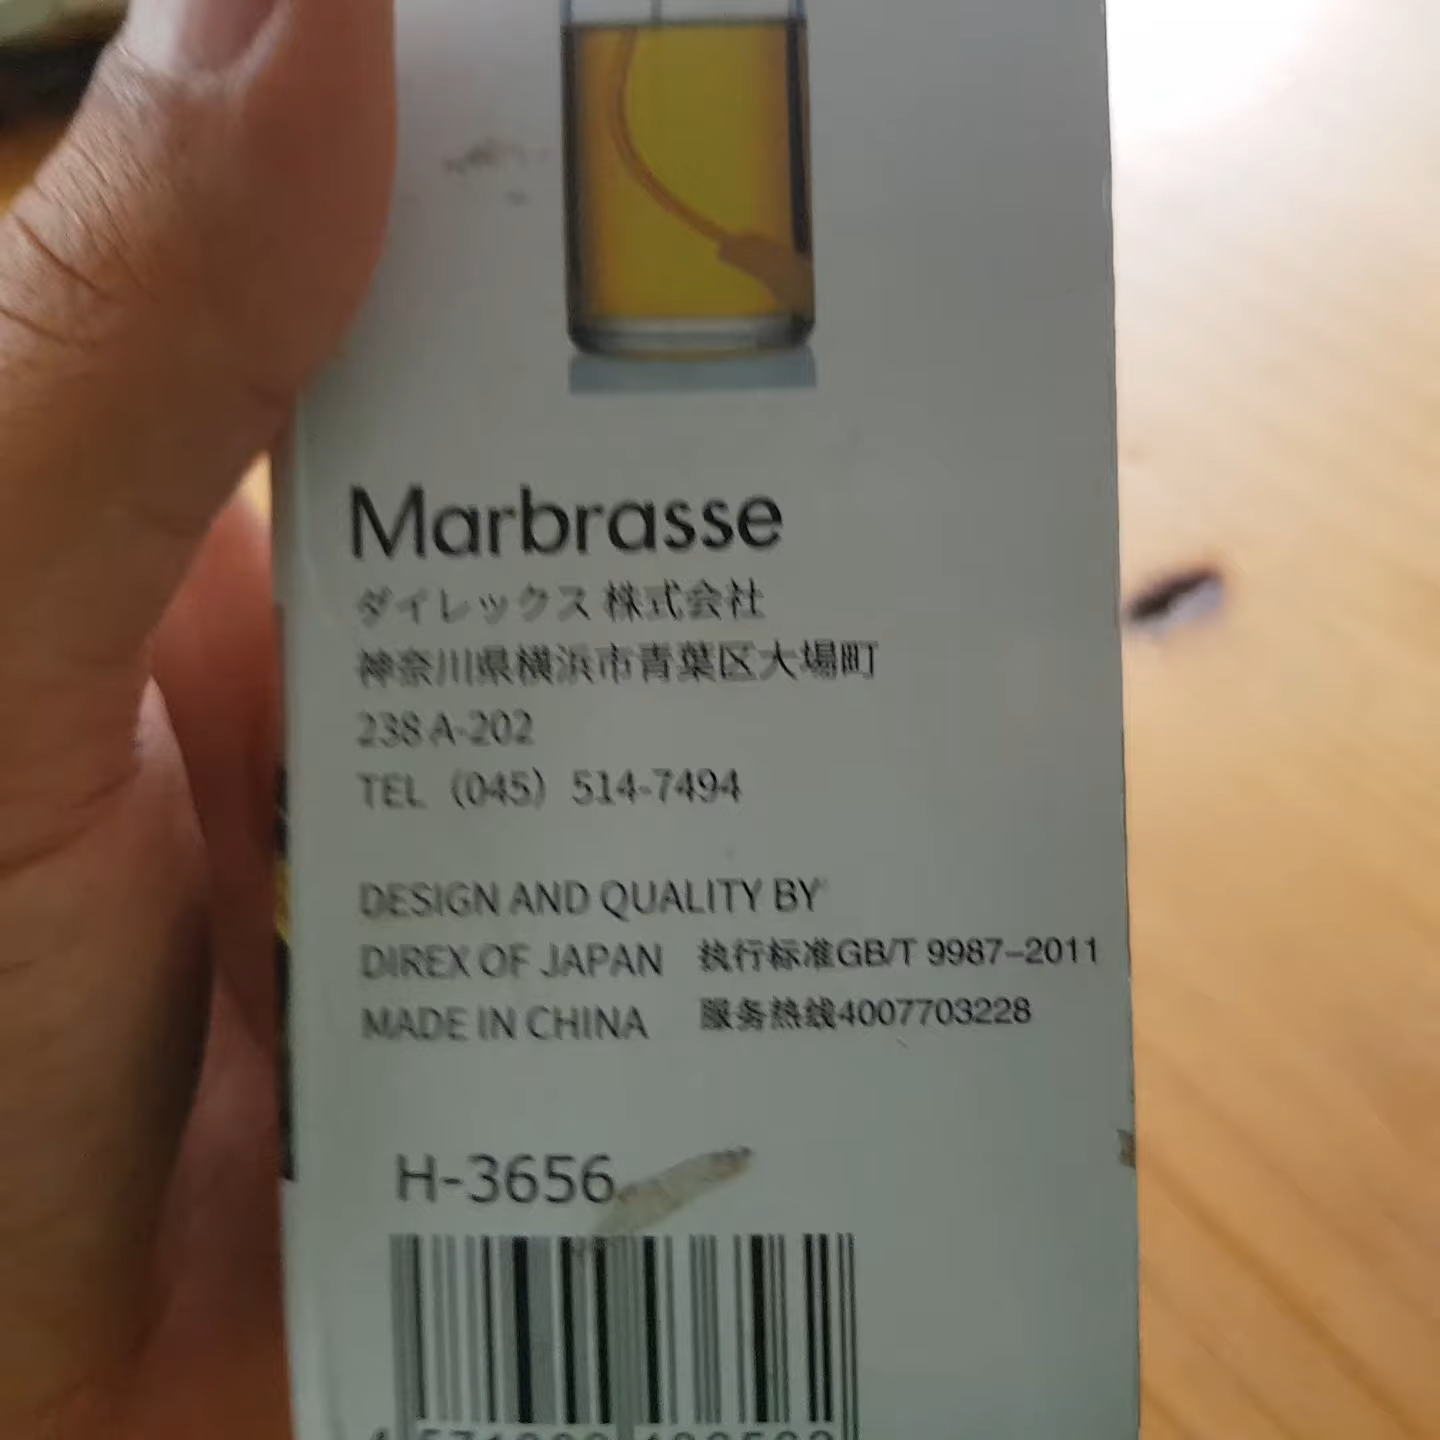 Marbrasse
ダイレックス 株式会社
神奈川県横浜市青葉区大場町
238 A-202
TEL（045）514-7494
DESIGN AND QUALITY BY
DIREX OF JAPAN 执行标准GB/T 9987-2011
MADE IN CHINA 服务热线4007703228
H-3656